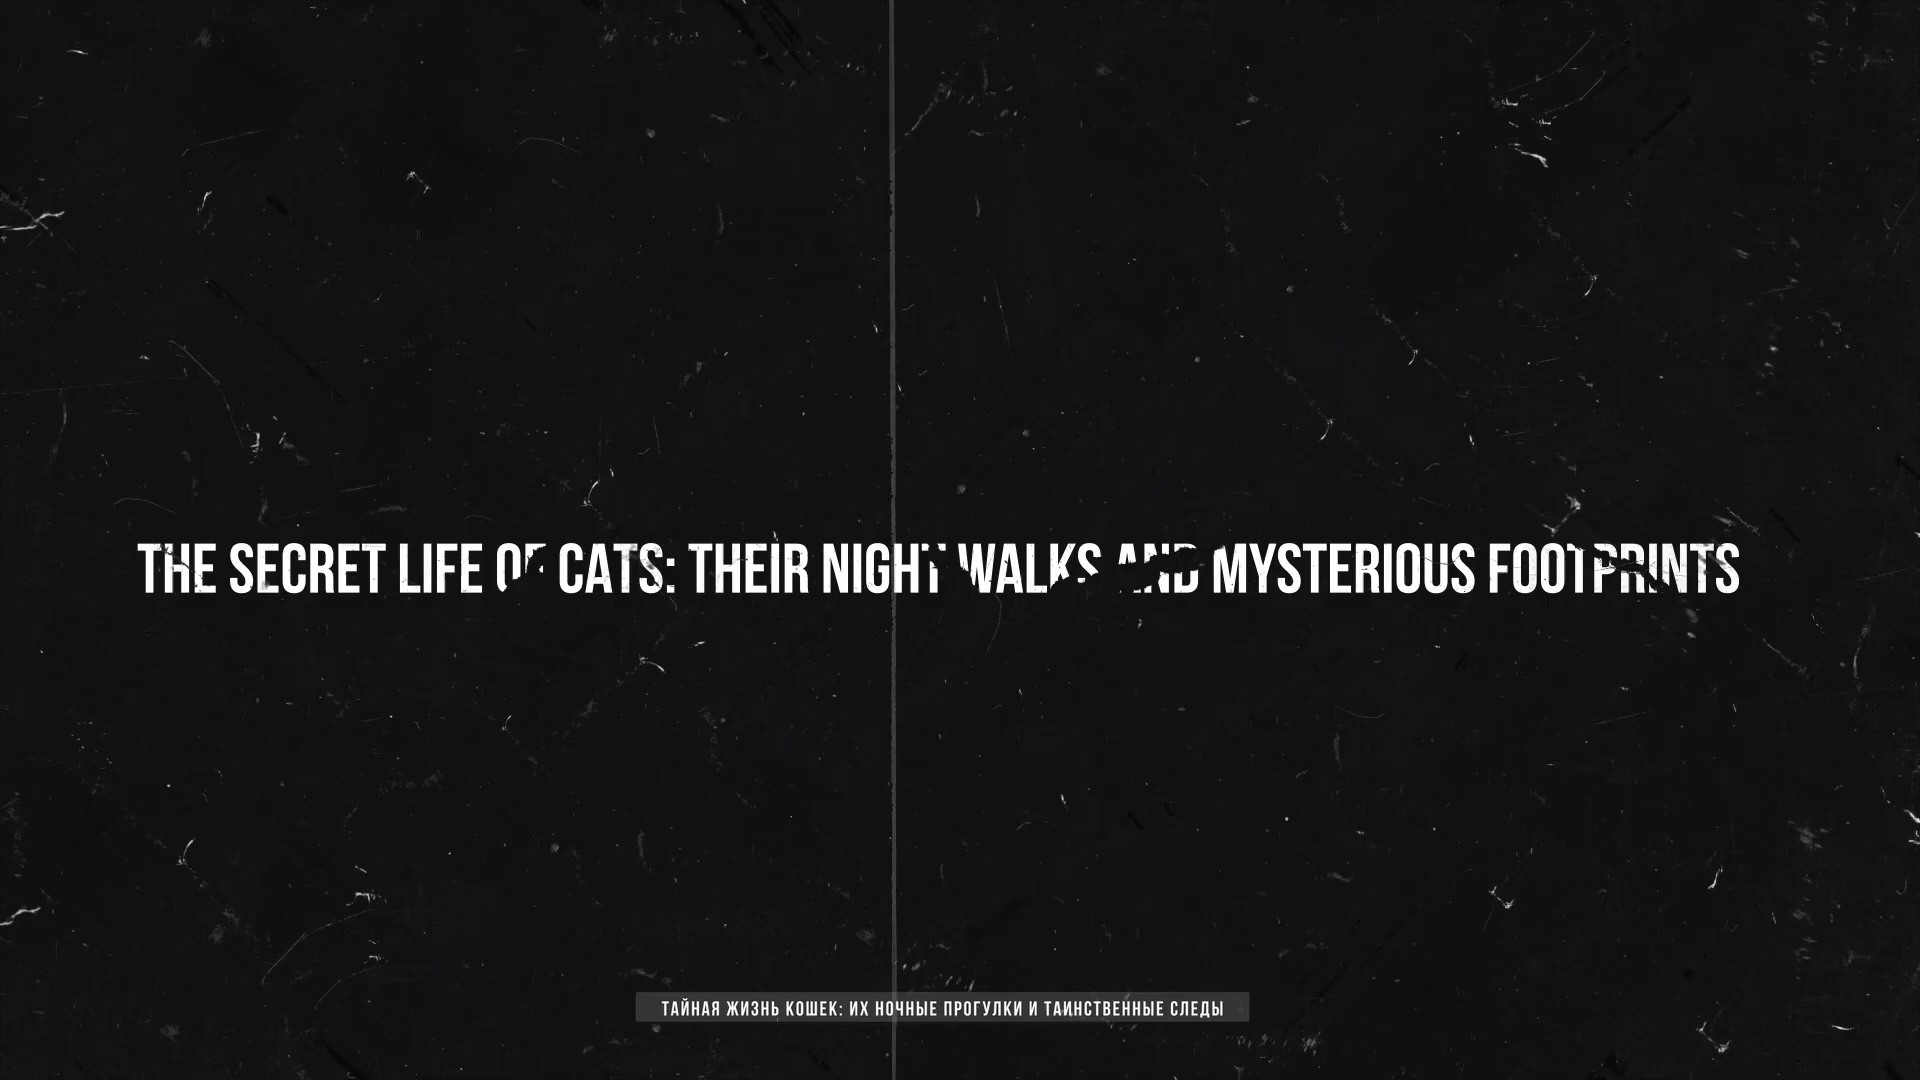 THE SECRET LIFE OF CATS: THEIR NIGHT WALKS AND MYSTERIOUS FOOTPRINTS
ТАЙНАЯ ЖИЗНЬ КОШЕК: ИХ НОЧНЫЕ ПРОГУЛКИ И ТАИНСТВЕННЫЕ СЛЕДЫ